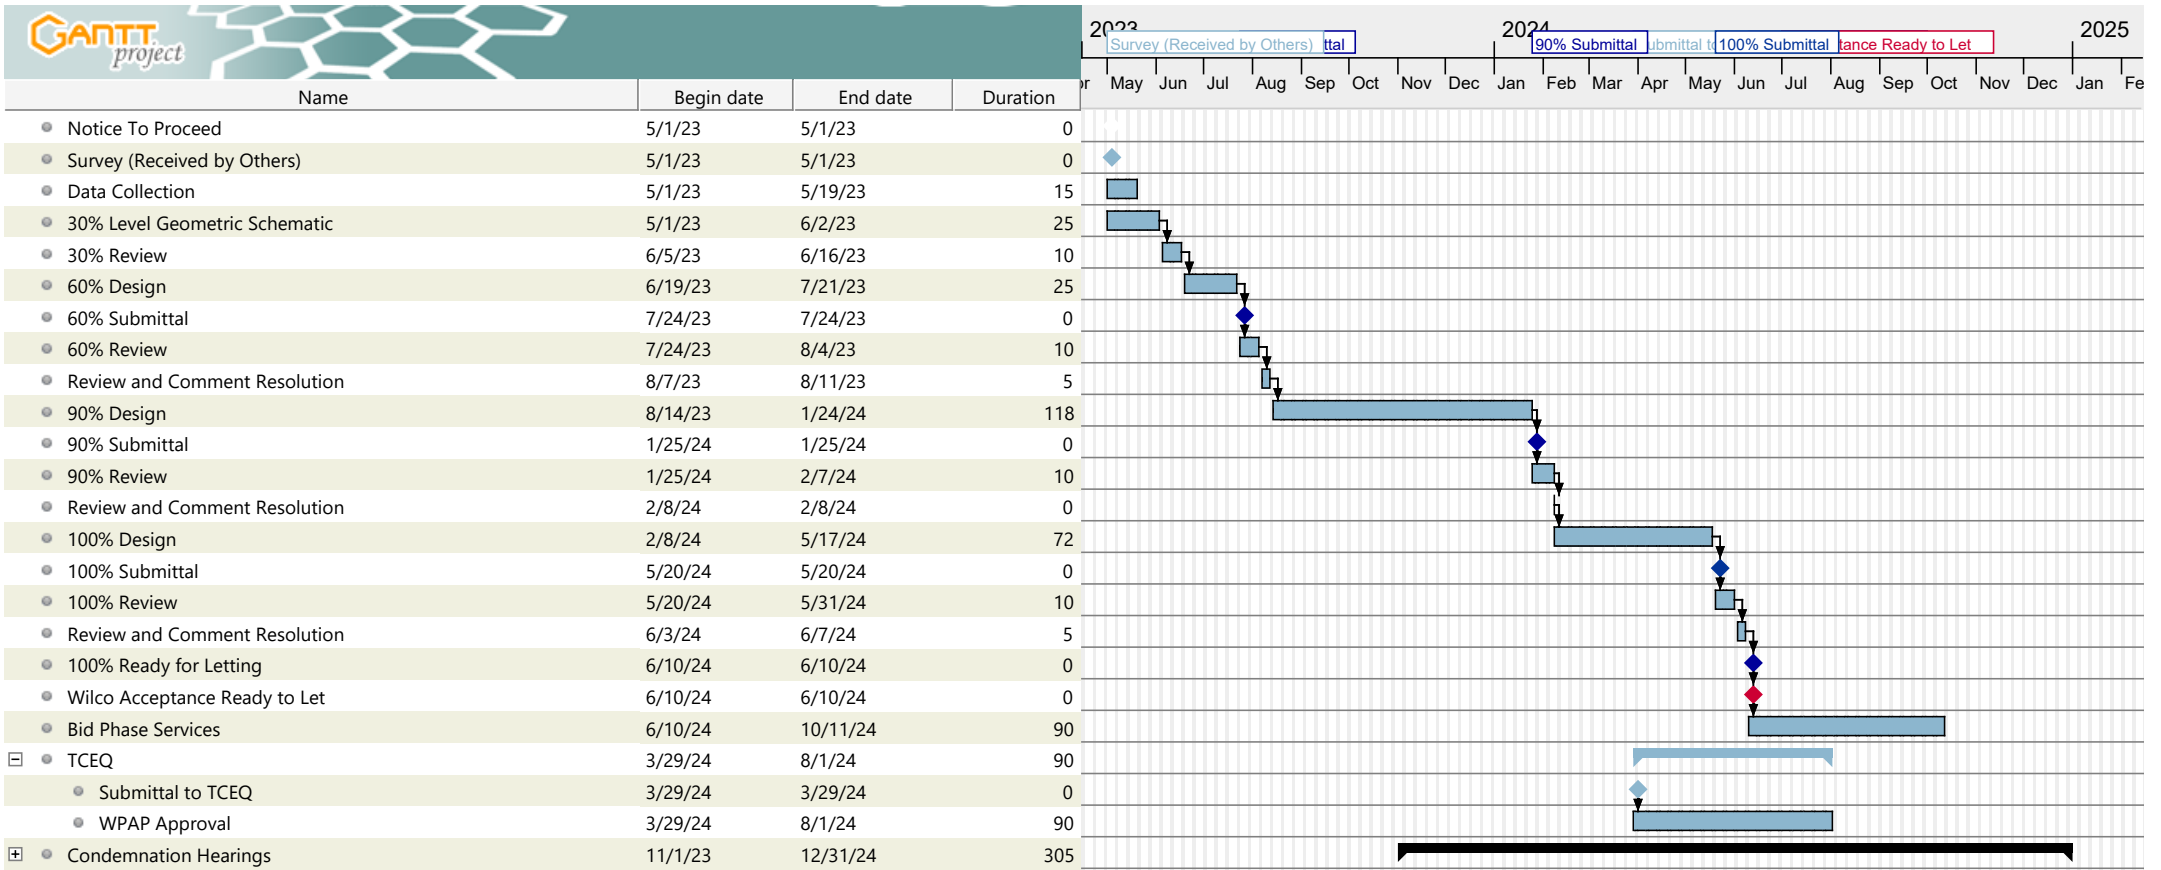 GANTT
project
2023 2024 2025
Survey (Received by Others) ttal 90% Submittal ubmittal to 100% Submittal tance Ready to Let
May Jun Jul Aug Sep Oct Nov Dec Jan Feb Mar Apr May Jun Jul Aug Sep Oct Nov Dec Jan Fe
Name Begin date End date Duration
Notice To Proceed 5/1/23 5/1/23 0
Survey (Received by Others) 5/1/23 5/1/23 0
Data Collection 5/1/23 5/19/23 15
30% Level Geometric Schematic 5/1/23 6/2/23 25
30% Review 6/5/23 6/16/23 10
60% Design 6/19/23 7/21/23 25
60% Submittal 7/24/23 7/24/23 0
60% Review 7/24/23 8/4/23 10
Review and Comment Resolution 8/7/23 8/11/23 5
90% Design 8/14/23 1/24/24 118
90% Submittal 1/25/24 1/25/24 0
90% Review 1/25/24 2/7/24 10
Review and Comment Resolution 2/8/24 2/8/24 0
100% Design 2/8/24 5/17/24 72
100% Submittal 5/20/24 5/20/24 0
100% Review 5/20/24 5/31/24 10
Review and Comment Resolution 6/3/24 6/7/24 5
100% Ready for Letting 6/10/24 6/10/24 0
Wilco Acceptance Ready to Let 6/10/24 6/10/24 0
Bid Phase Services 6/10/24 10/11/24 90
TCEQ 3/29/24 8/1/24 90
Submittal to TCEQ 3/29/24 3/29/24 0
WPAP Approval 3/29/24 8/1/24 90
Condemnation Hearings 11/1/23 12/31/24 305